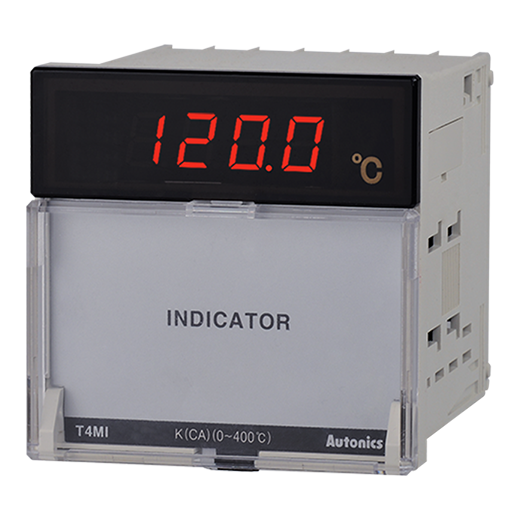 120.0 °C
INDICATOR
T4MI K(CA)(0~400℃) Autonics